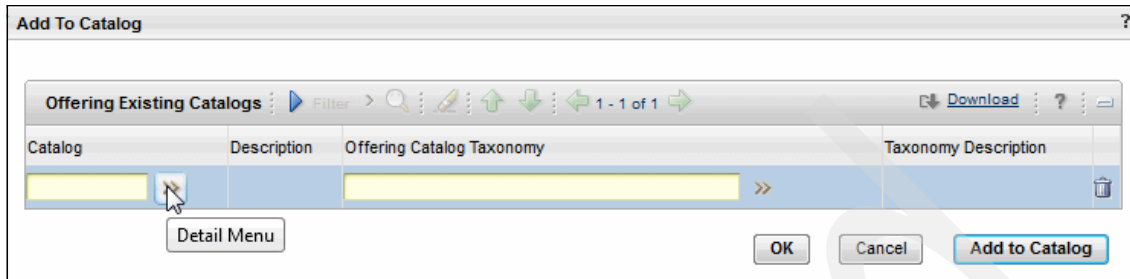 Add To Catalog ?
Offering Existing Catalogs Filter 1 - 1 of 1 Download ?
Catalog Description Offering Catalog Taxonomy Taxonomy Description
Detail Menu
OK Cancel Add to Catalog